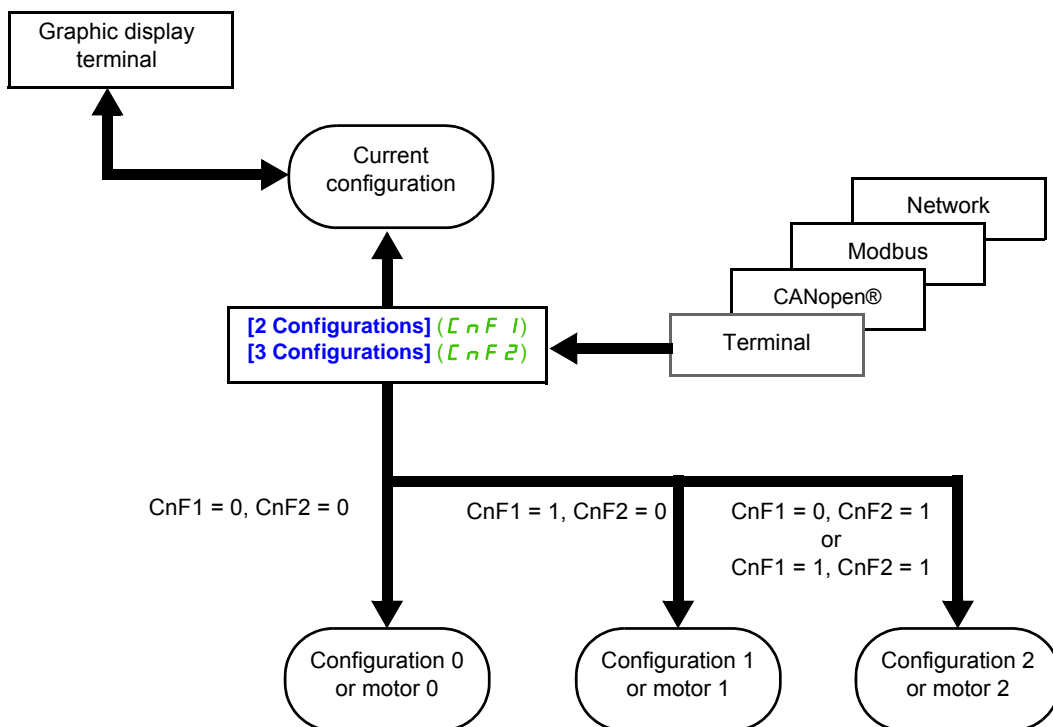 Graphic display
terminal
Current
configuration
Network
Modbus
CANopen®
Terminal
[2 Configurations] (CnF1)
[3 Configurations] (CnF2)
CnF1 = 0, CnF2 = 0
CnF1 = 1, CnF2 = 0
CnF1 = 0, CnF2 = 1
or
CnF1 = 1, CnF2 = 1
Configuration 0
or motor 0
Configuration 1
or motor 1
Configuration 2
or motor 2